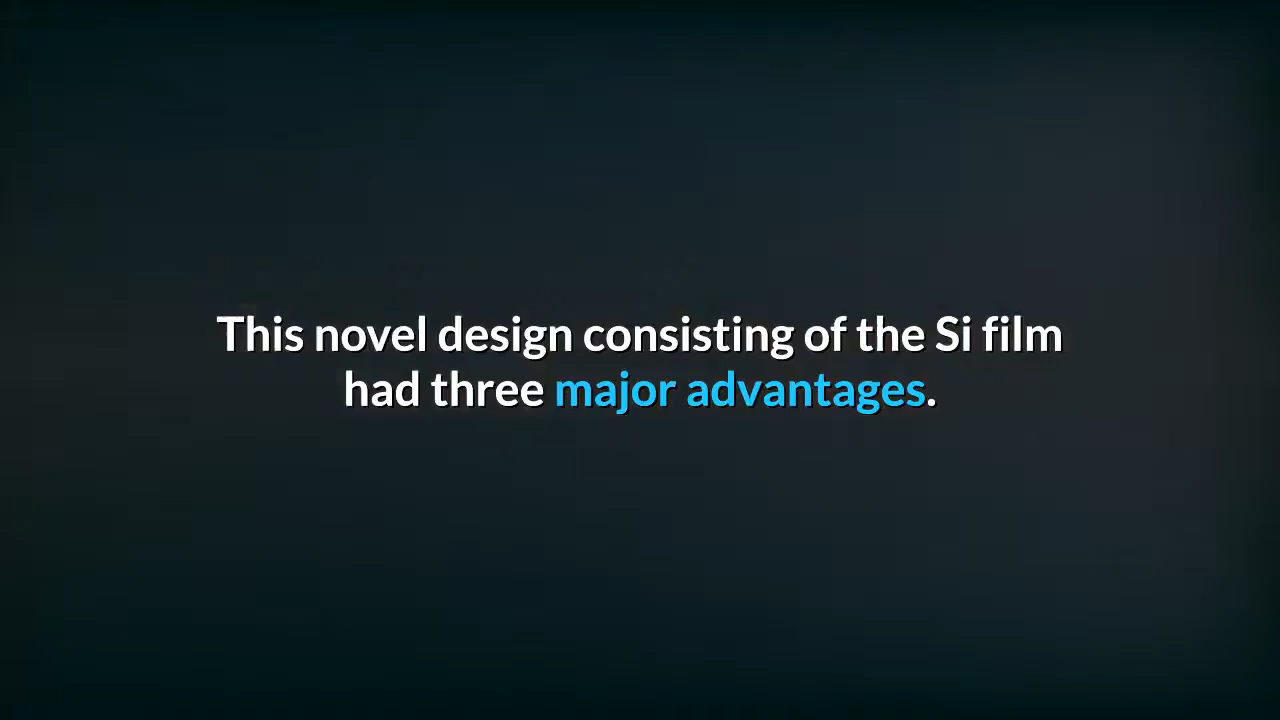 This novel design consisting of the Si film
had three major advantages.